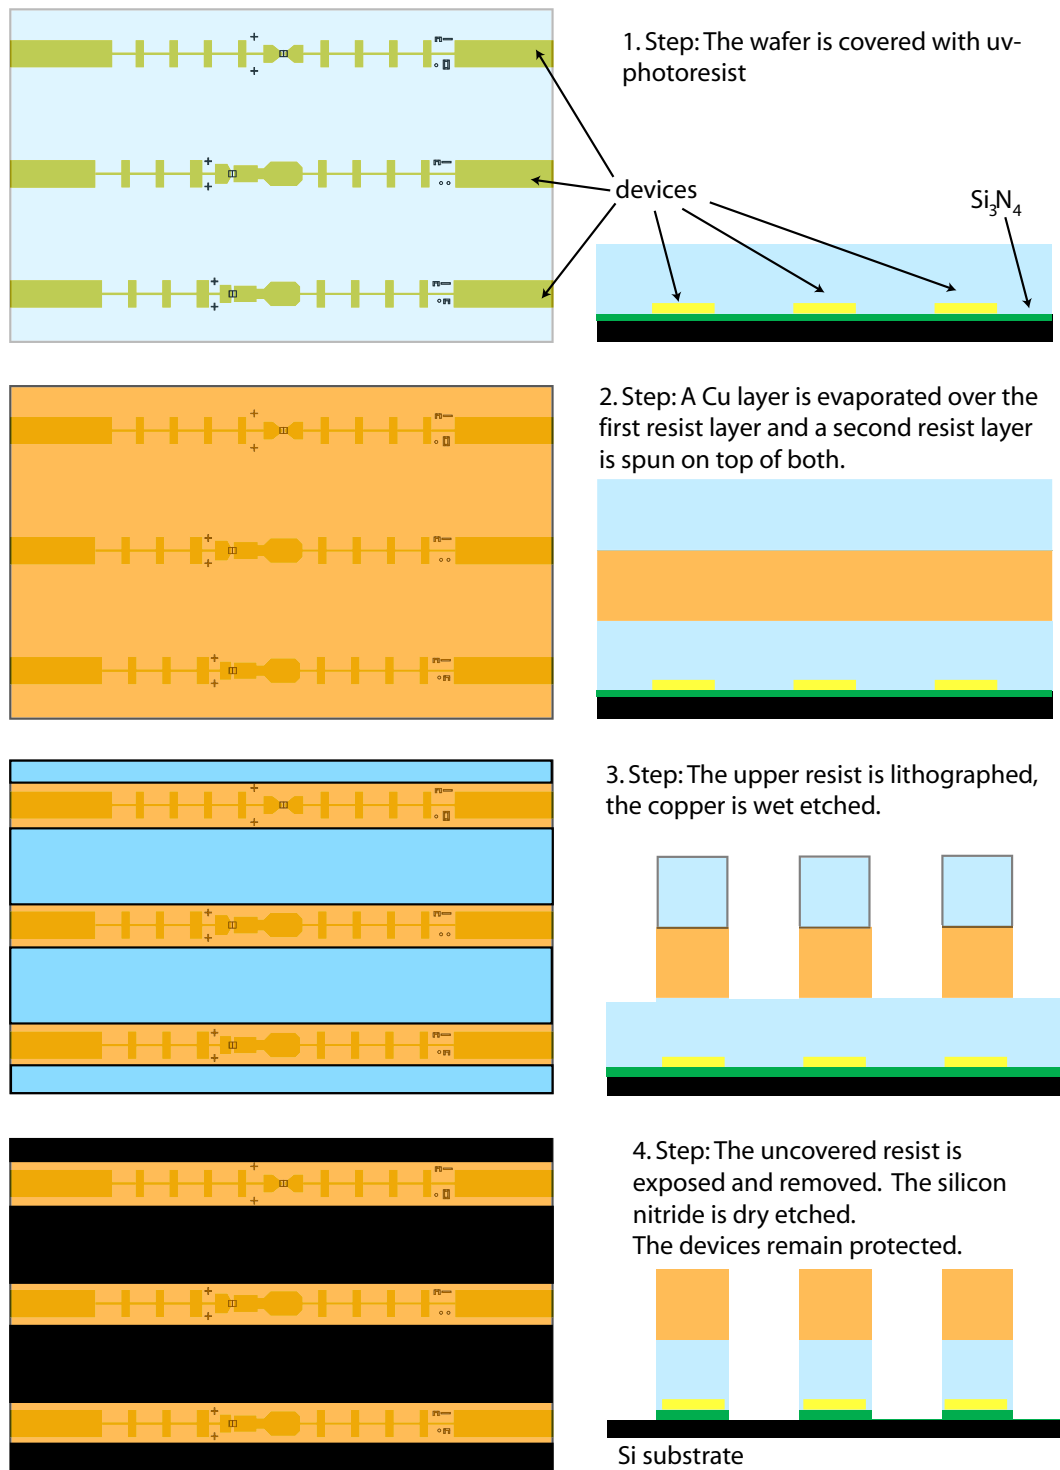 1. Step: The wafer is covered with uv-
photoresist
devices
Si₃N₄
2. Step: A Cu layer is evaporated over the
first resist layer and a second resist layer
is spun on top of both.
3. Step: The upper resist is lithographed,
the copper is wet etched.
4. Step: The uncovered resist is
exposed and removed. The silicon
nitride is dry etched.
The devices remain protected.
Si substrate